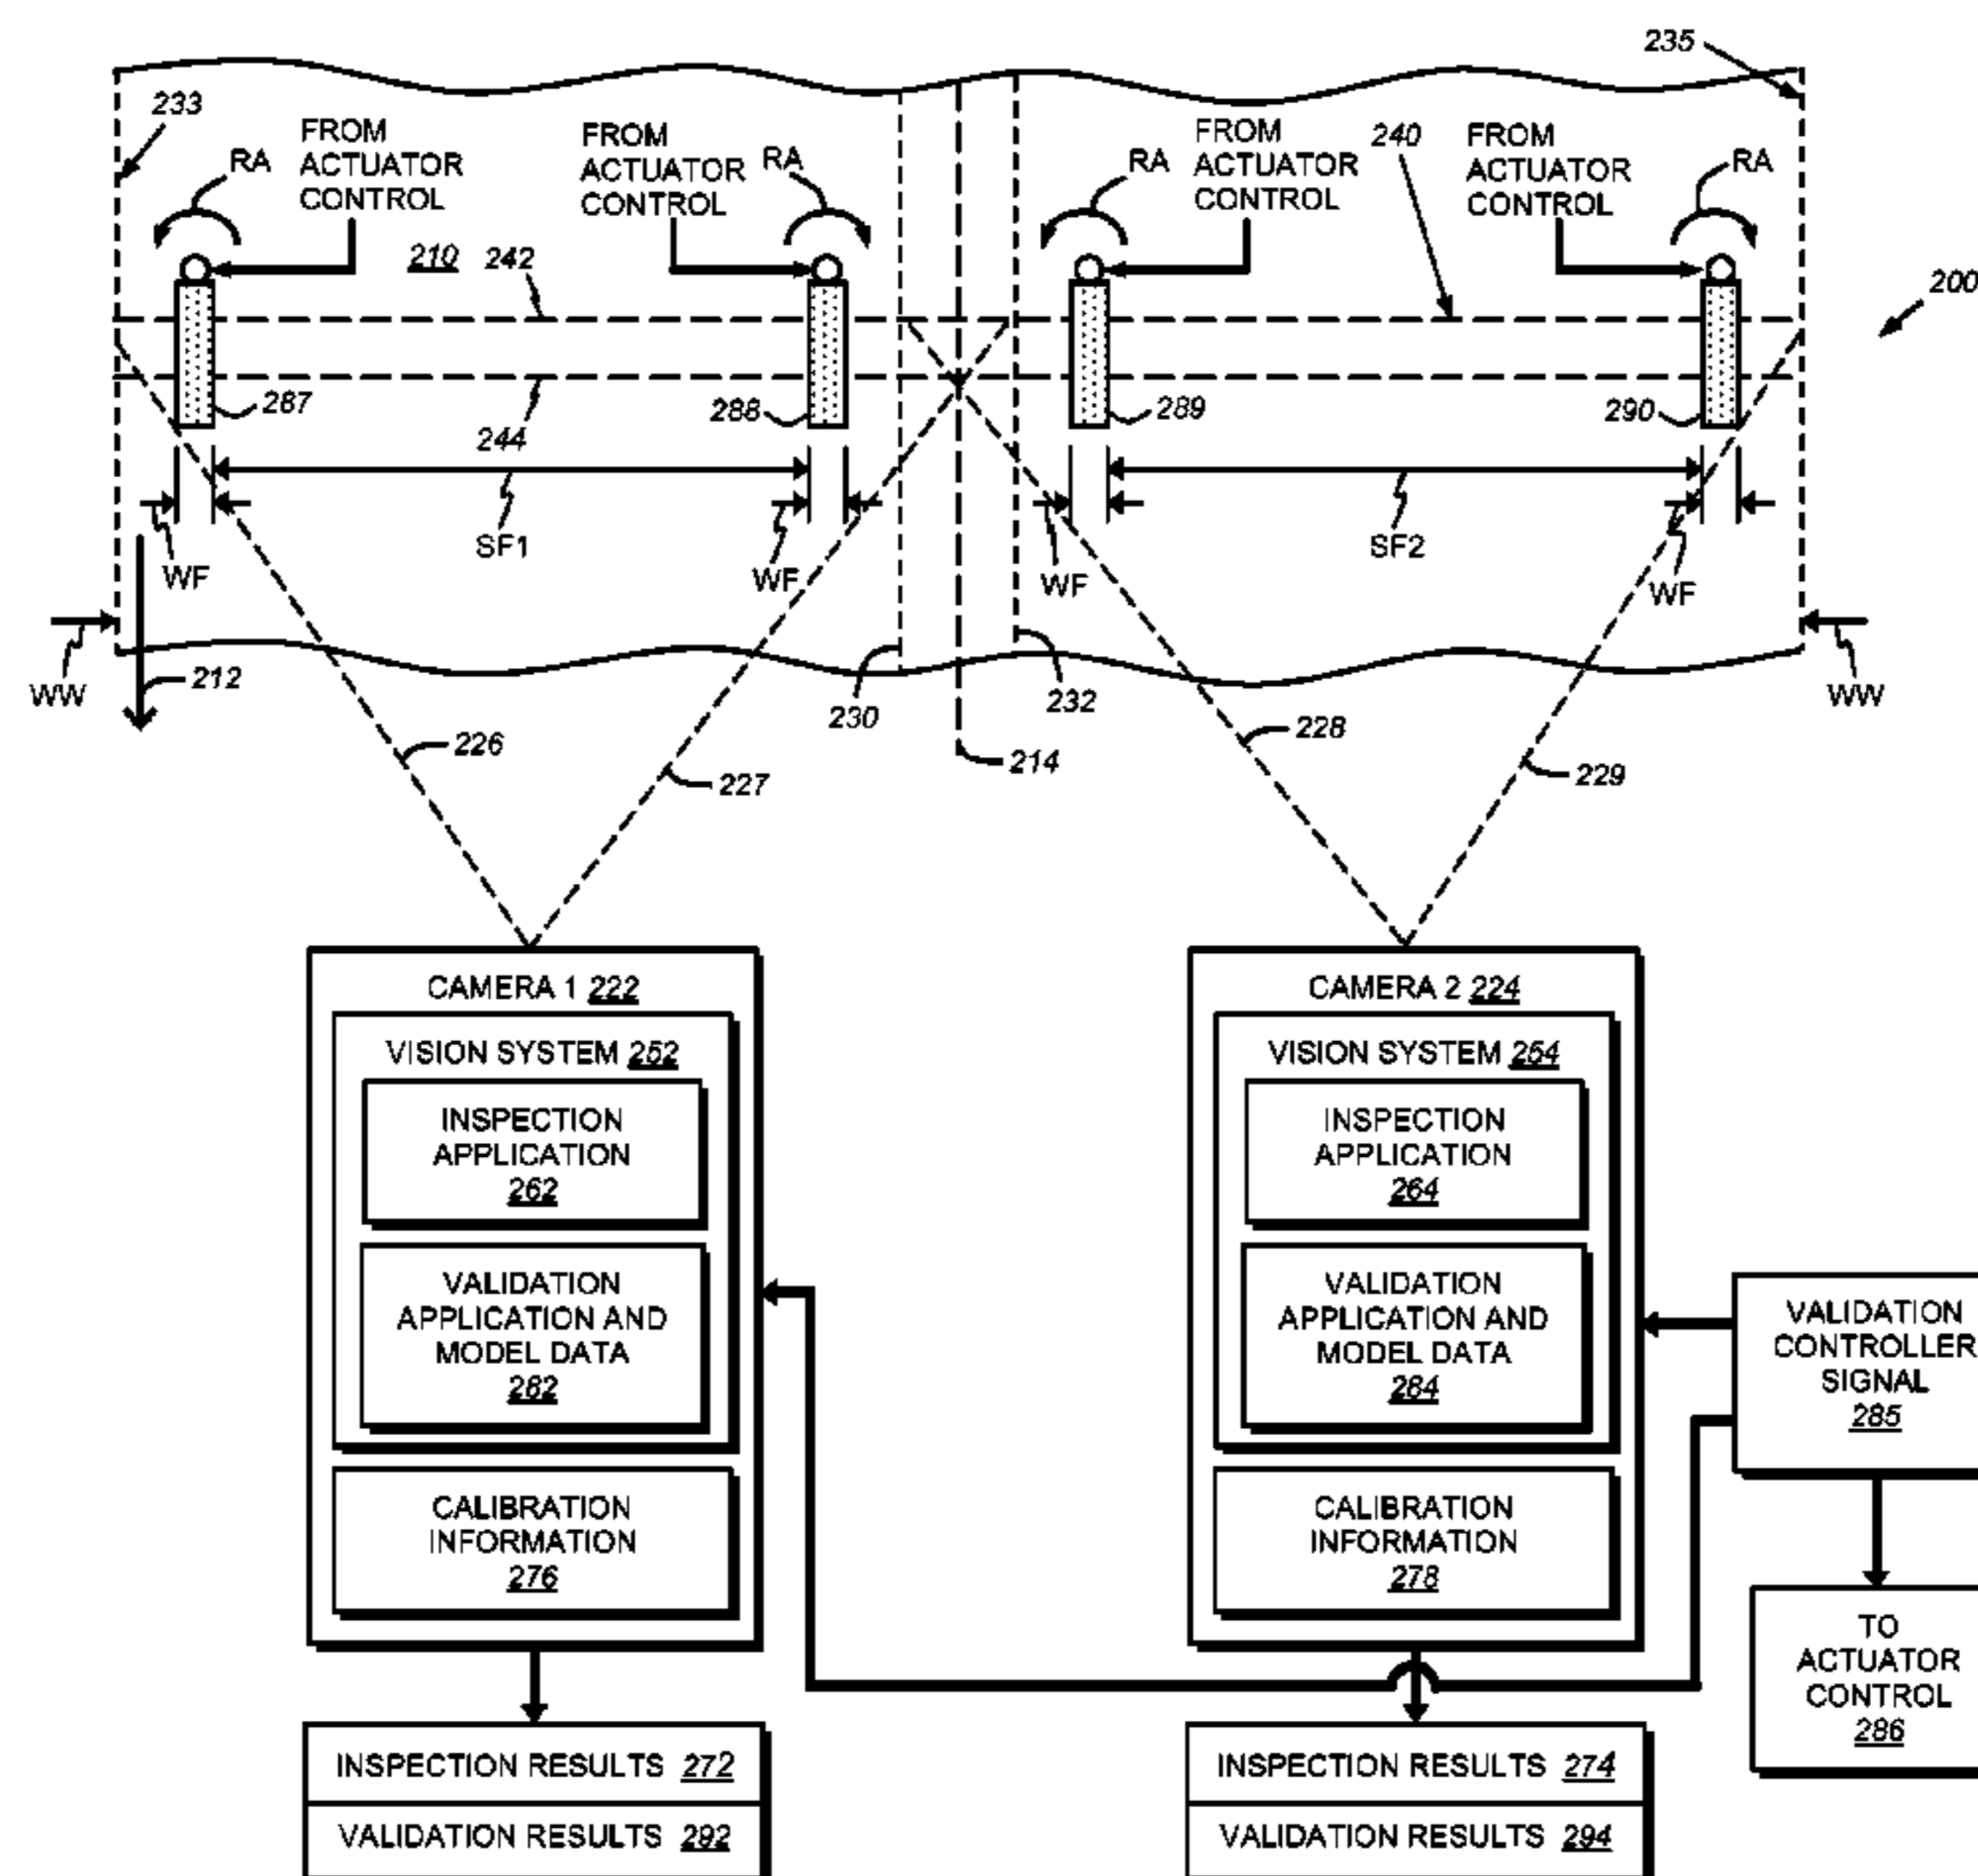 235
233
FROM
ACTUATOR
CONTROL
RA
FROM
ACTUATOR
CONTROL
RA
FROM
ACTUATOR
CONTROL
RA
240
FROM
ACTUATOR
CONTROL
RA
210
242
200
287
244
288
289
290
WF
SF1
WF
WF
SF2
WF
WW
212
230
232
214
WW
226
227
228
229
CAMERA 1 222
VISION SYSTEM 252
INSPECTION
APPLICATION
262
VALIDATION
APPLICATION AND
MODEL DATA
282
CALIBRATION
INFORMATION
276
INSPECTION RESULTS 272
VALIDATION RESULTS 292
CAMERA 2 224
VISION SYSTEM 254
INSPECTION
APPLICATION
264
VALIDATION
APPLICATION AND
MODEL DATA
284
CALIBRATION
INFORMATION
278
INSPECTION RESULTS 274
VALIDATION RESULTS 294
VALIDATION
CONTROLLER
SIGNAL
285
TO
ACTUATOR
CONTROL
286